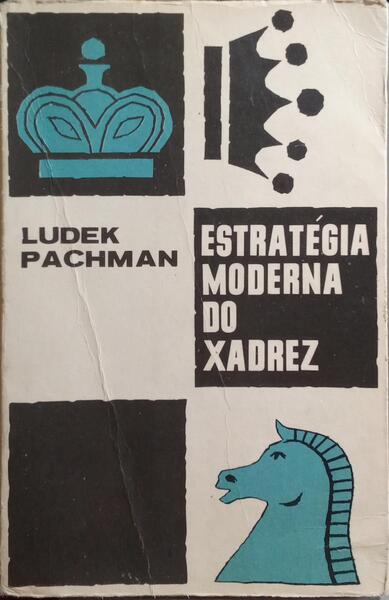 LUDEK
PACHMAN
ESTRATÉGIA
MODERNA
DO
XADREZ